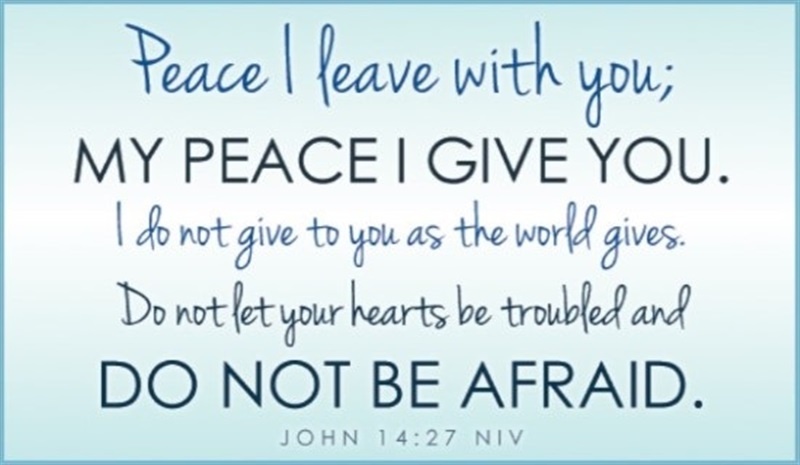 Peace I leave with you;
MY PEACE I GIVE YOU.
I do not give to you as the world gives.
Do not let your hearts be troubled and
DO NOT BE AFRAID.
JOHN 14:27 NIV